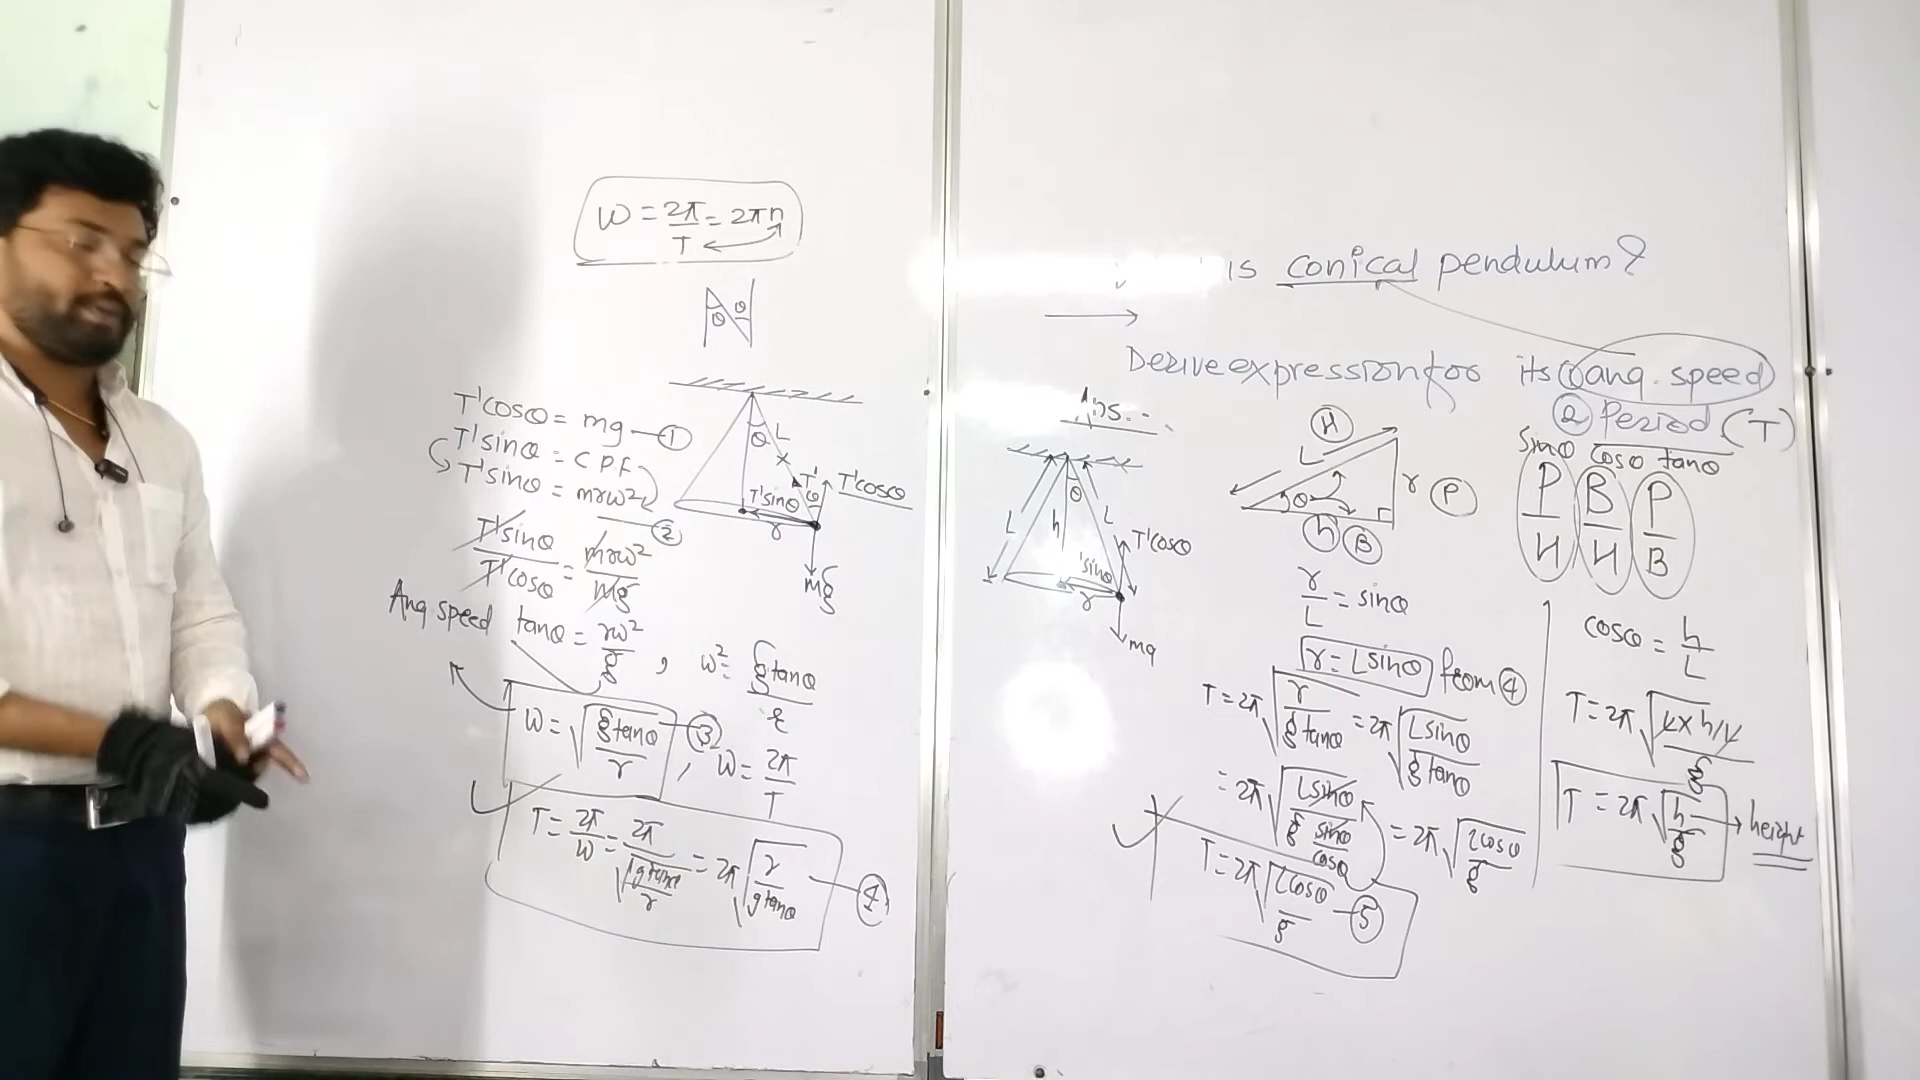 ω = 2π/T = 2πn
θ θ
T'cosθ = mg — ①
T'sinθ = C P F
T'sinθ = mrω² ②
T'sinθ/T'cosθ = mrω²/mg
Ang. speed tanθ = rω²/g , ω² = g tanθ/r
ω = √(g tanθ/r) — ③ , ω = 2π/T
T = 2π/ω = 2π/√(g tanθ/r) = 2π √(r/g tanθ) — ④
θ L
T' T'cosθ
θ
T'sinθ
r
mg
is conical pendulum?
Derive expression for its ① ang. speed
② Period (T)
Ans. -
θ
L h L
T'cosθ
sinθ
r
mg
H
L
r P
θ
h B
sinθ cosθ tanθ
P/H B/H P/B
r/L = sinθ
r = L sinθ from ④
T = 2π √(r/g tanθ) = 2π √(L sinθ/g tanθ)
= 2π √(L sinθ/g sinθ/cosθ) = 2π √(l cosθ/g)
T = 2π √(l cosθ/g) — ⑤
cosθ = h/L
T = 2π √(L × h/L/g)
T = 2π √(h/g) → height